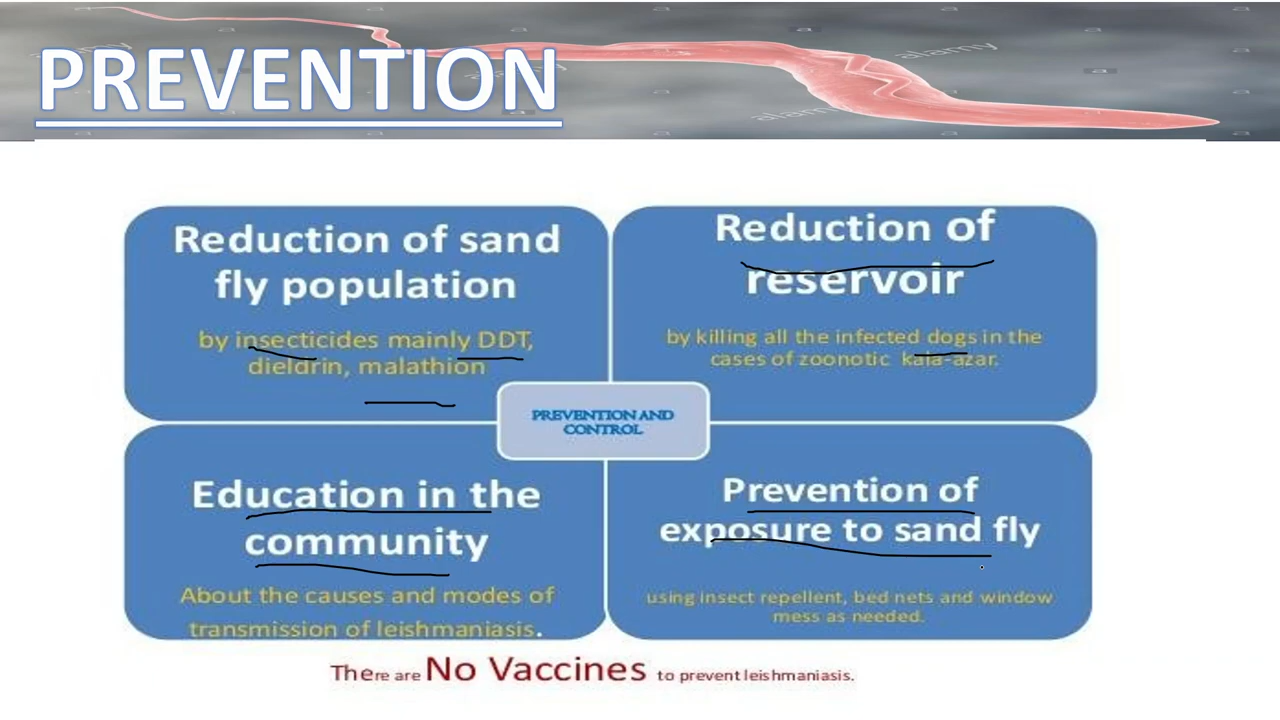 PREVENTION
alamy
alamy
alamy
Reduction of sand
fly population
by insecticides mainly DDT,
dieldrin, malathion
Reduction of
reservoir
by killing all the infected dogs in the
cases of zoonotic kala-azar.
PREVENTION AND
CONTROL
Education in the
community
About the causes and modes of
transmission of leishmaniasis.
Prevention of
exposure to sand fly
using insect repellent, bed nets and window
mess as needed.
There are No Vaccines to prevent leishmaniasis.